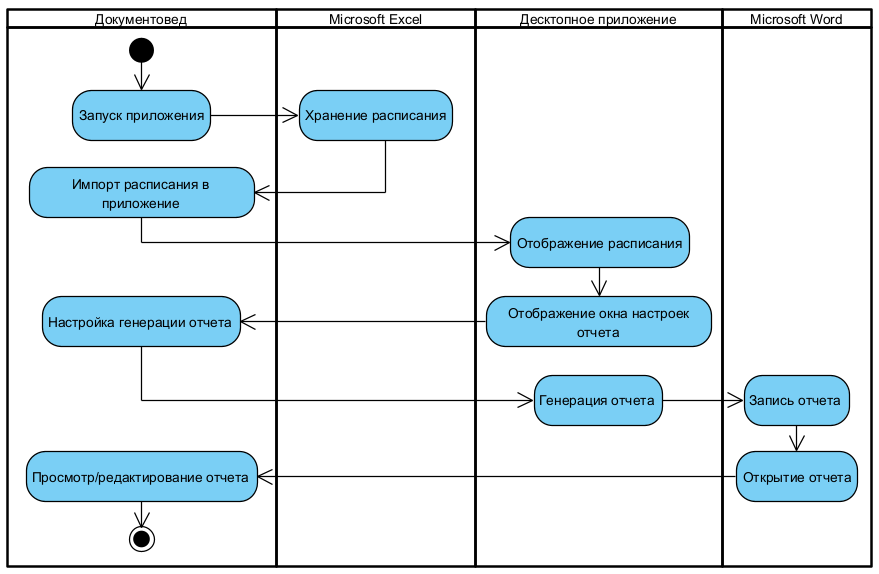 Документовед
Microsoft Excel
Десктопное приложение
Microsoft Word
Запуск приложения
Хранение расписания
Импорт расписания в
приложение
Отображение расписания
Отображение окна настроек
отчета
Настройка генерации отчета
Генерация отчета
Запись отчета
Открытие отчета
Просмотр/редактирование отчета